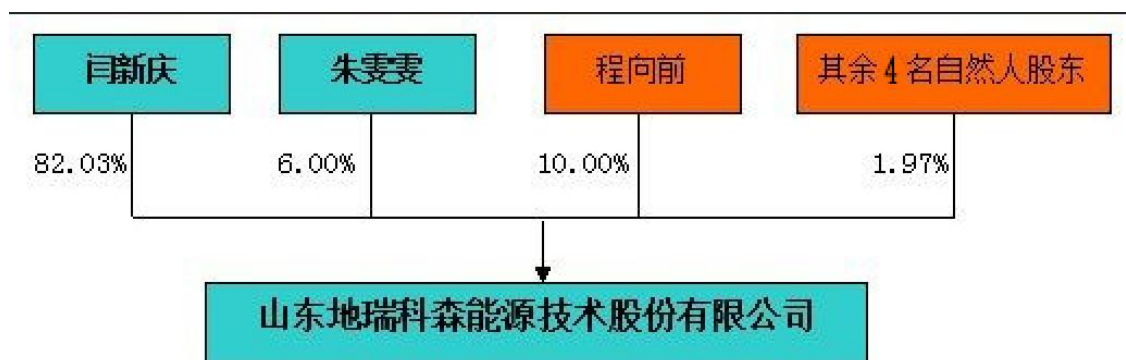 闫新庆
朱雯雯
程向前
其余4名自然人股东
82.03%
6.00%
10.00%
1.97%
山东地瑞科森能源技术股份有限公司